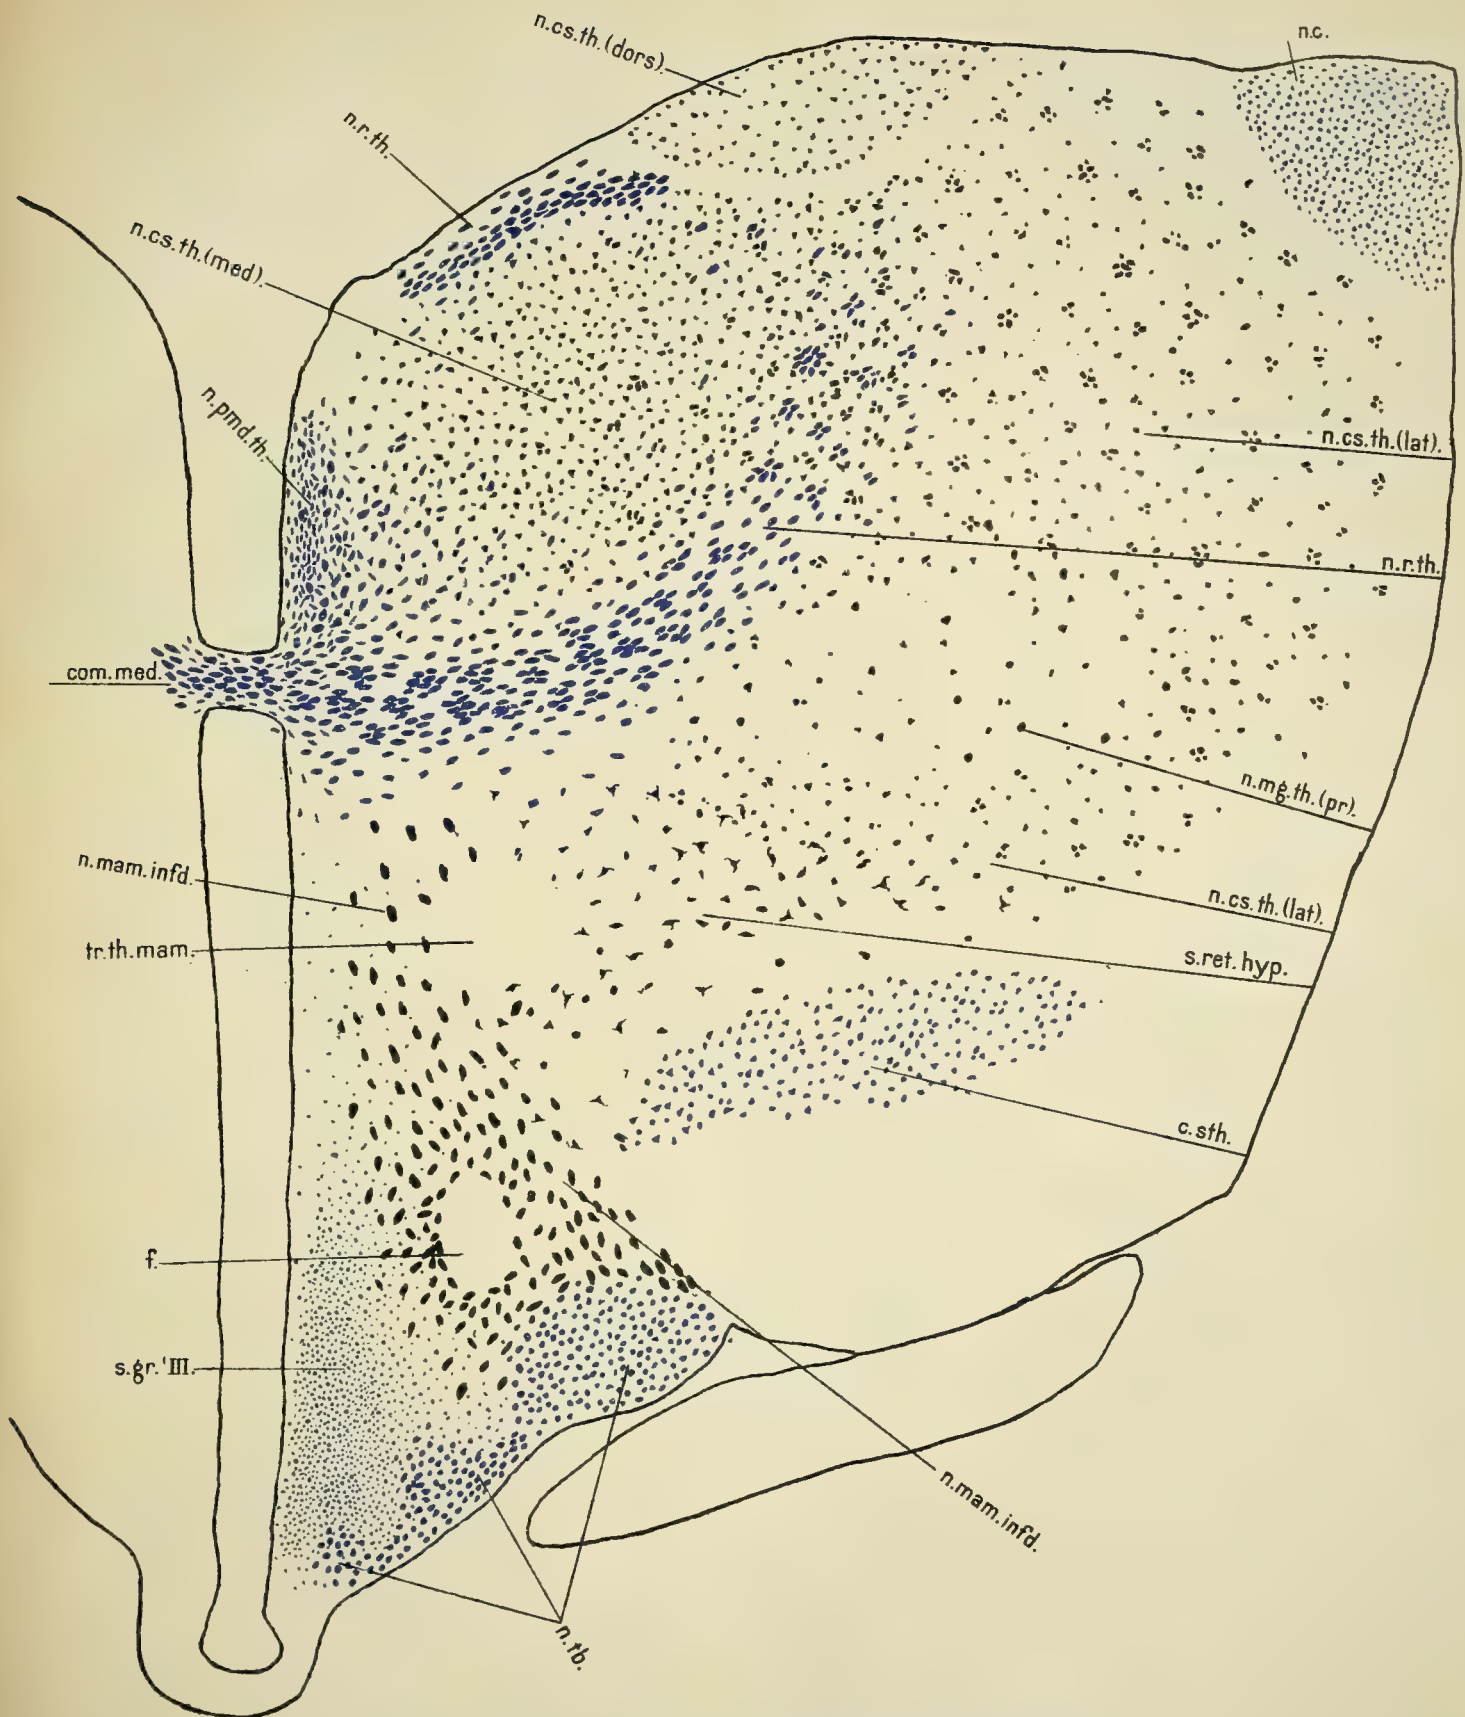 n.cs.th.(dors).
n.c.
n.r.th.
n.cs.th.(med).
n.pmd.th.
n.cs.th.(lat).
n.r.th.
com.med.
n.mg.th.(pr).
n.mam.infd.
n.cs.th.(lat).
tr.th.mam.
s.ret.hyp.
c.sth.
f.
s.gr.'III.
n.mam.infd.
n.tb.